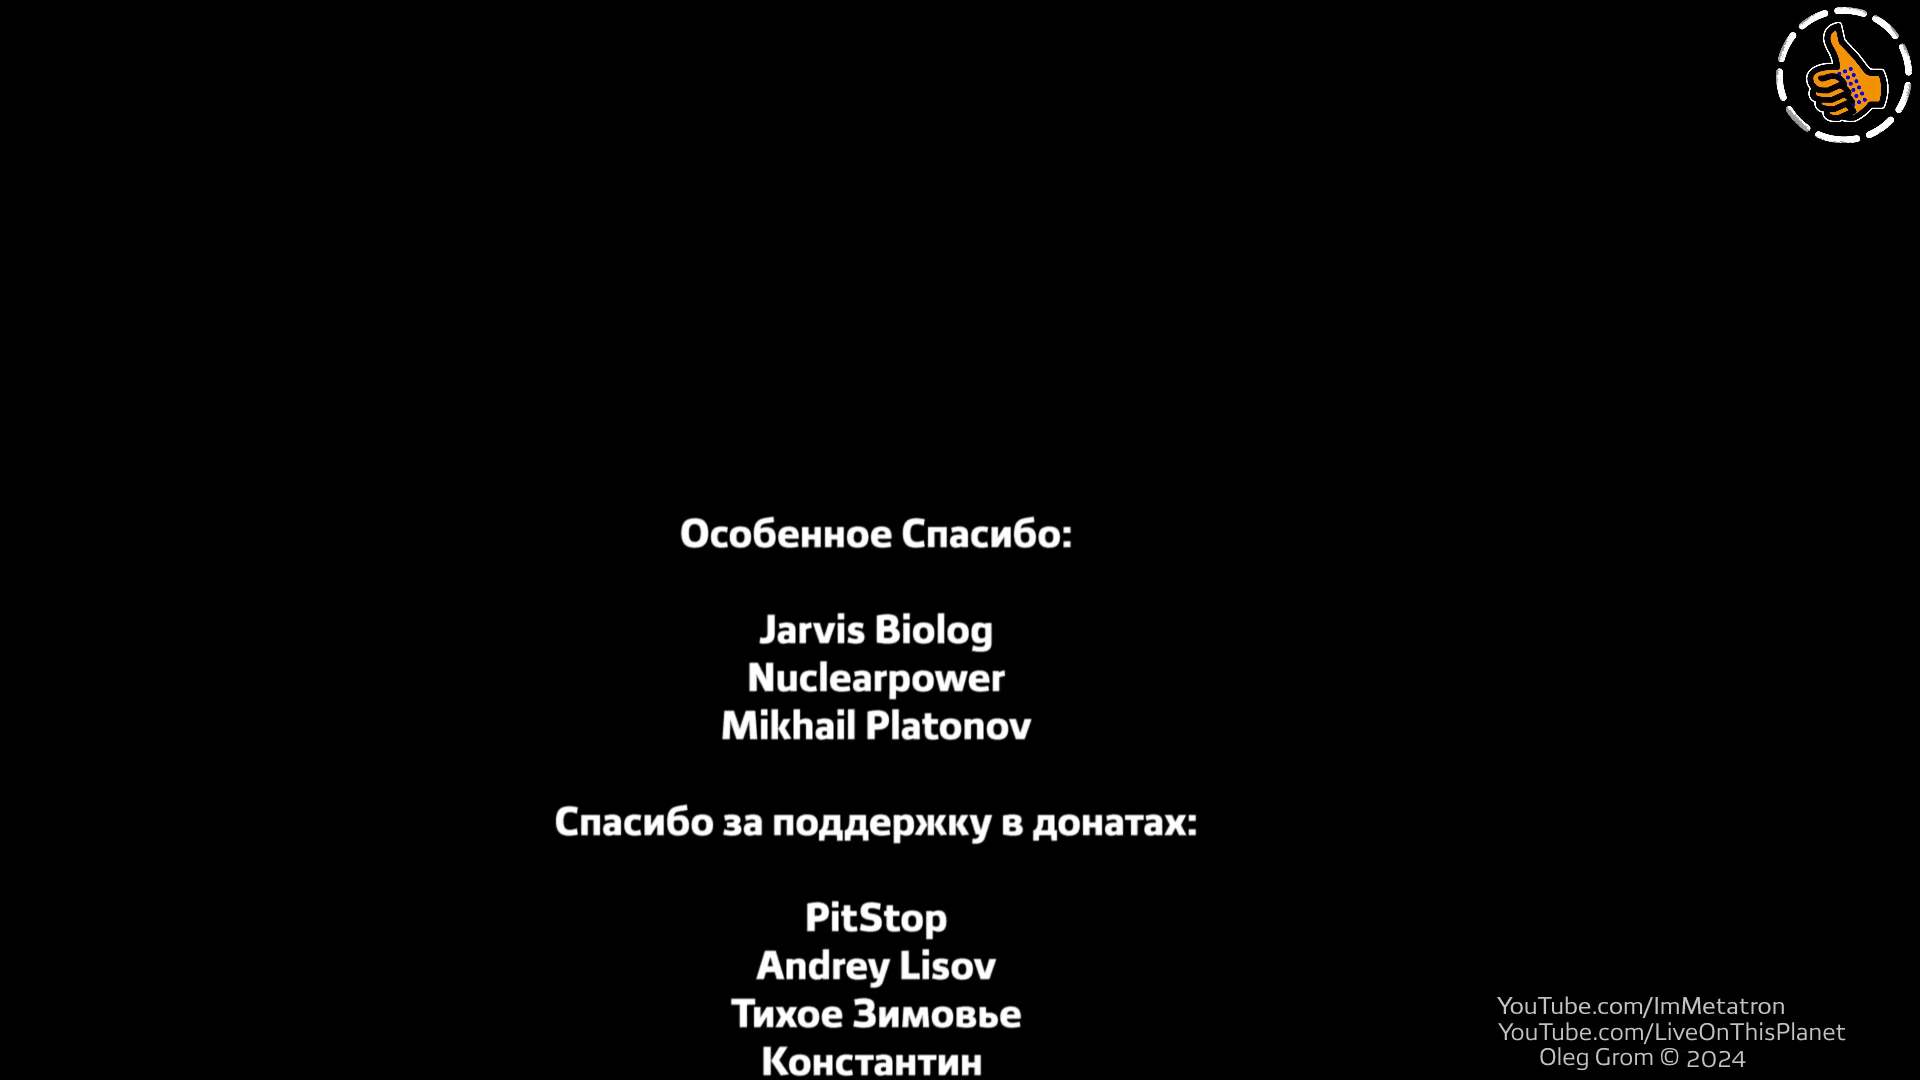 Особенное Спасибо:
Jarvis Biolog
Nuclearpower
Mikhail Platonov
Спасибо за поддержку в донатах:
PitStop
Andrey Lisov
Тихое Зимовье
Константин
YouTube.com/ImMetatron
YouTube.com/LiveOnThisPlanet
Oleg Grom © 2024